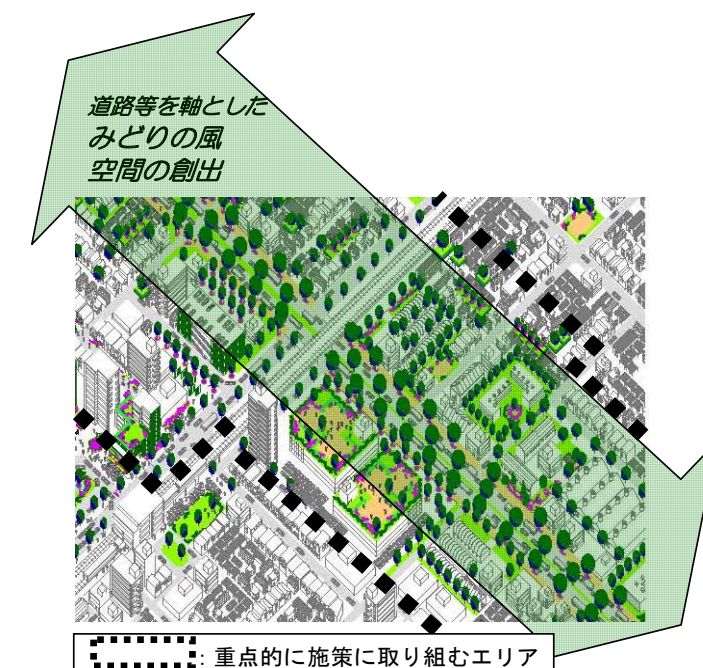 道路等を軸とした
みどりの風
空間の創出
：重点的に施策に取り組むエリア